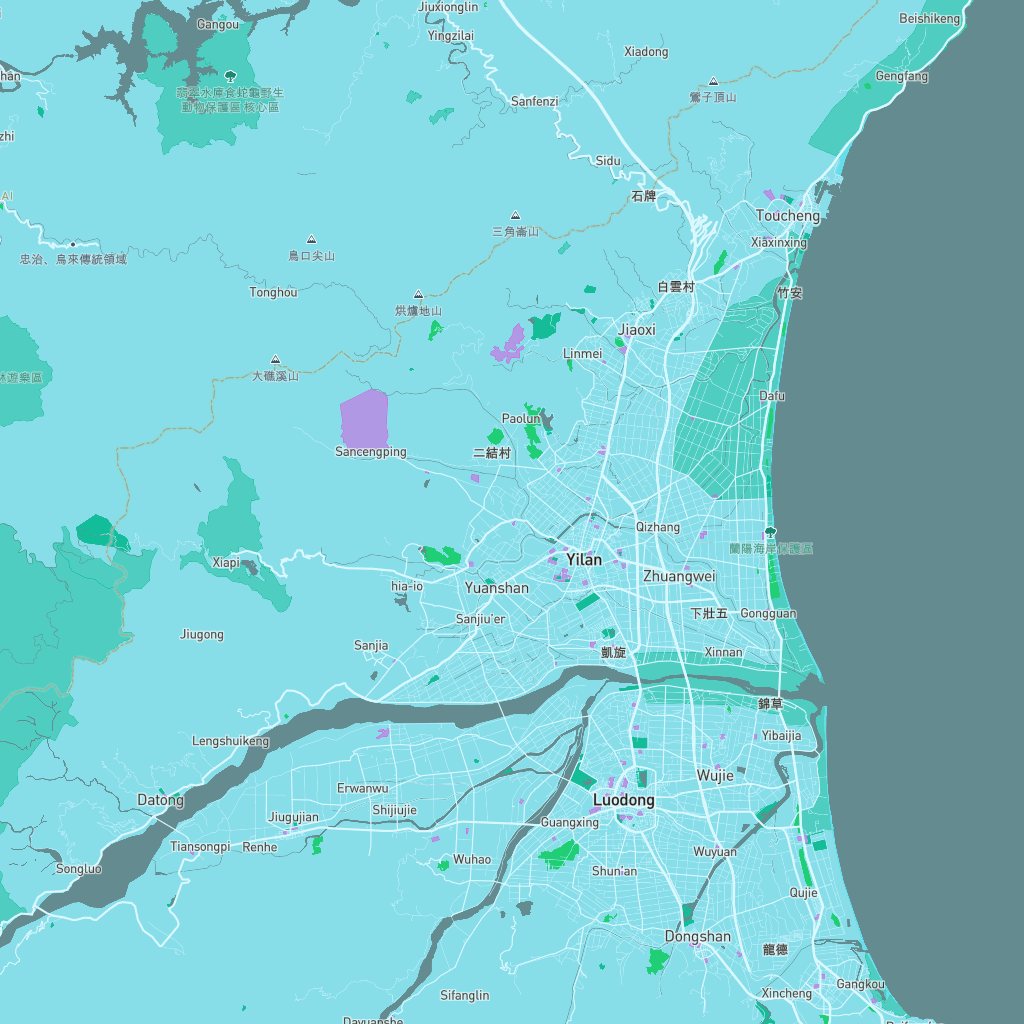 Jiuxionglin
Beishikeng
Gangou
Yingzilai
Xiadong
Gengfang
翡翠水庫食蛇龜野生
動物保護區核心區
鶯子頂山
Sanfenzi
zhi
Sidu
石牌
AI
Toucheng
三角崙山
Xiaxinxing
忠治、烏來傳統領域
鳥口尖山
Tonghou
白雲村
竹安
烘爐地山
Jiaoxi
Linmei
大礁溪山
林遊樂區
Dafu
Paolun
Sancengping
二結村
Qizhang
蘭陽海岸保護區
Xiapi
Yilan
Zhuangwei
hia-io
Yuanshan
下壯五
Gongguan
Sanjiu'er
Jiugong
Sanjia
凱旋
Xinnan
錦草
Lengshuikeng
Yibaijia
Wujie
Erwanwu
Datong
Luodong
Shijiujie
Jiugujian
Guangxing
Tiansongpi
Renhe
Wuhao
Wuyuan
Songluo
Shun'an
Qujie
Dongshan
龍德
Gangkou
Sifanglin
Xincheng
Dayuanshe